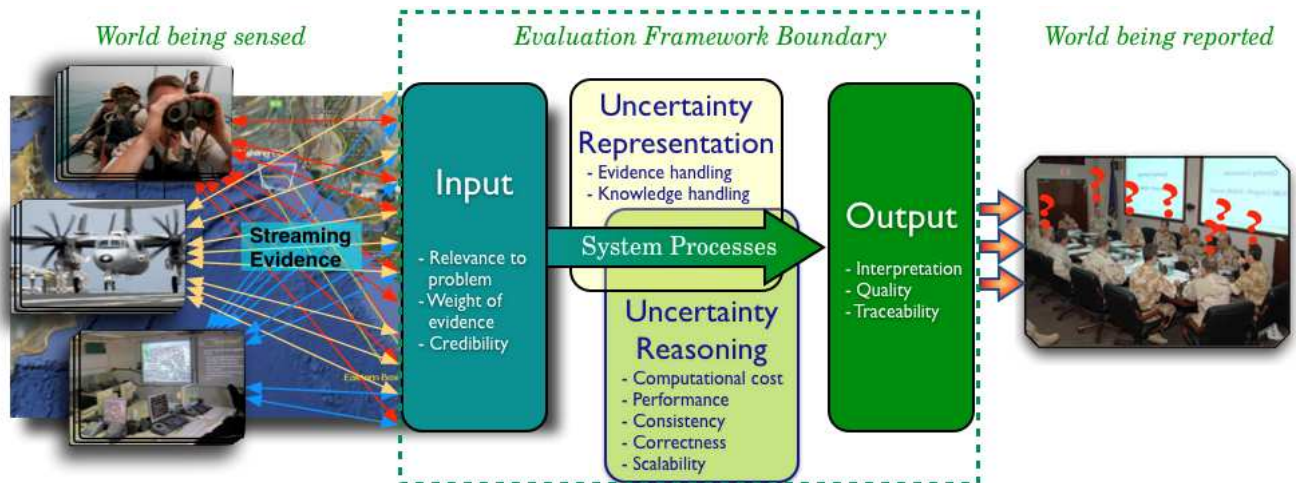 World being sensed
Evaluation Framework Boundary
World being reported
Streaming
Evidence
Input
- Relevance to
problem
- Weight of
evidence
- Credibility
Uncertainty
Representation
- Evidence handling
- Knowledge handling
System Processes
Uncertainty
Reasoning
- Computational cost
- Performance
- Consistency
- Correctness
- Scalability
Output
- Interpretation
- Quality
- Traceability
? ? ? ? ? ? ?